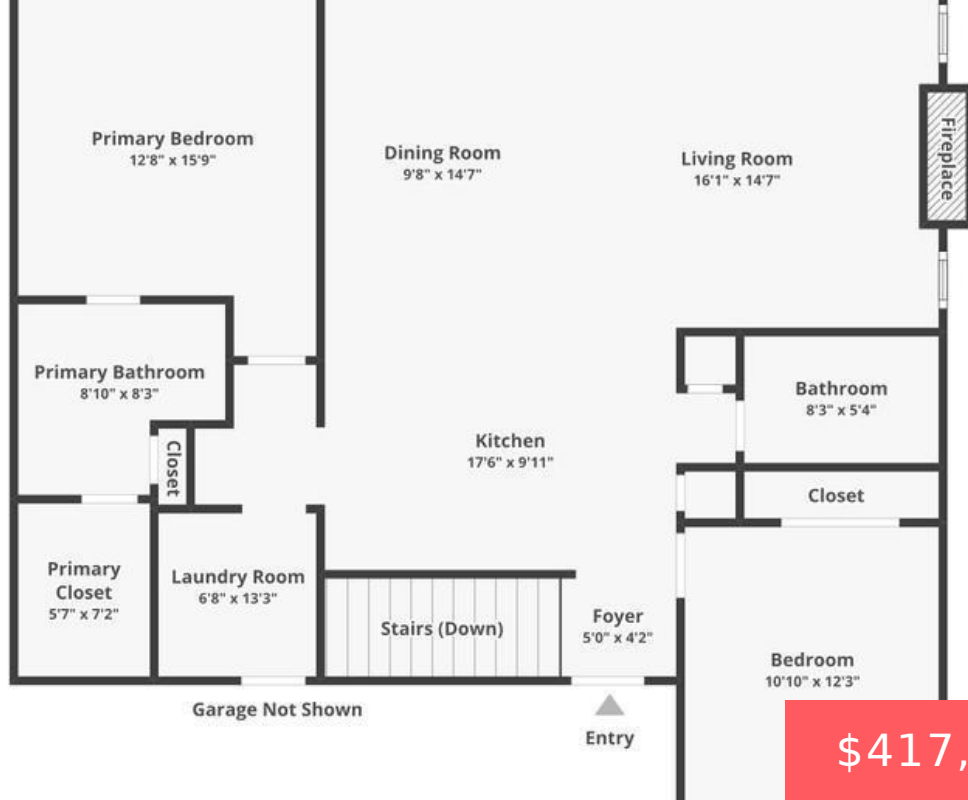 Primary Bedroom
12'8" x 15'9"
Dining Room
9'8" x 14'7"
Living Room
16'1" x 14'7"
Fireplace
Primary Bathroom
8'10" x 8'3"
Closet
Kitchen
17'6" x 9'11"
Bathroom
8'3" x 5'4"
Closet
Primary
Closet
5'7" x 7'2"
Laundry Room
6'8" x 13'3"
Stairs (Down)
Foyer
5'0" x 4'2"
Bedroom
10'10" x 12'3"
Garage Not Shown
Entry
$417,